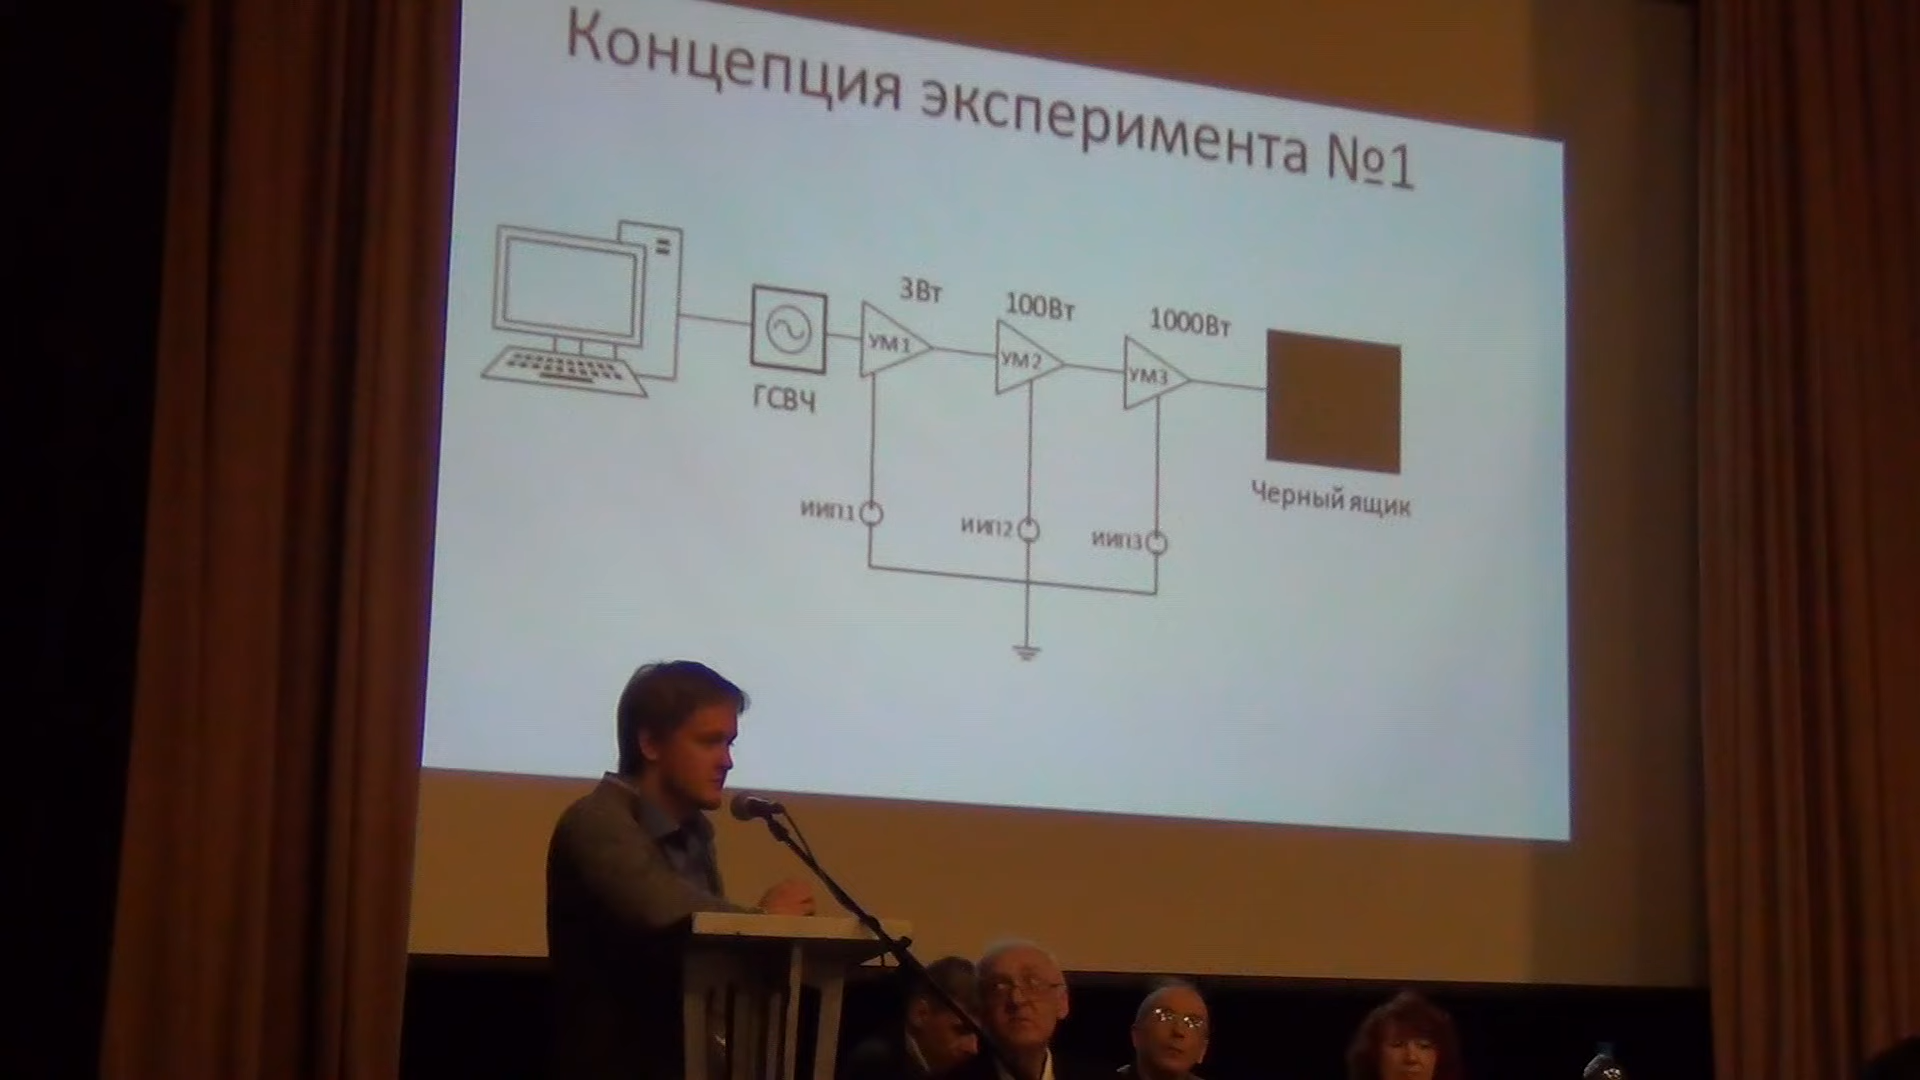 Концепция эксперимента №1
3Вт
100Вт
1000Вт
УМ1
УМ2
УМ3
ГСВЧ
Черный ящик
ИИП1
ИИП2
ИИП3